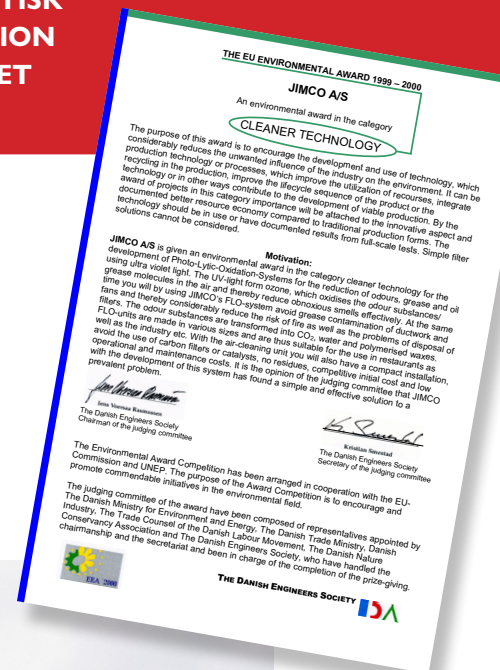 TISK
ION
ET
THE EU ENVIRONMENTAL AWARD 1999 – 2000
JIMCO A/S
An environmental award in the category
CLEANER TECHNOLOGY
The purpose of this award is to encourage the development and use of technology, which
considerably reduces the unwanted influence of the industry on the environment. It can be
production technology or processes, which improve the utilization of recourses, integrate
recycling in the production, improve the lifecycle sequence of the product or the
technology or in other ways contribute to the development of viable production. By the
award of projects in this category importance will be attached to the innovative aspect and
documented better resource economy compared to traditional production forms. The
technology should be in use or have documented results from full-scale tests. Simple filter
solutions cannot be considered.
Motivation:
JIMCO A/S is given an environmental award in the category cleaner technology for the
development of Photo-Lytic-Oxidation-Systems for the reduction of odours, grease and oil
using ultra violet light. The UV-light form ozone, which oxidises the odour substances/
grease molecules in the air and thereby reduce obnoxious smells effectively. At the same
time you will by using JIMCO's FLO-system avoid grease contamination of ductwork and
fans and thereby considerably reduce the risk of fire as well as the problems of disposal of
filters. The odour substances are transformed into CO₂, water and polymerised waxes.
FLO-units are made in various sizes and are thus suitable for the use in restaurants as
well as the industry etc. With the air-cleaning unit you will also have a compact installation,
avoid the use of carbon filters or catalysts, no residues, competitive initial cost and low
operational and maintenance costs. It is the opinion of the judging committee that JIMCO
with the development of this system has found a simple and effective solution to a
prevalent problem.
Jens Voersaa Rasmussen
The Danish Engineers Society
Chairman of the judging committee
Kristian Smestad
The Danish Engineers Society
Secretary of the judging committee
The Environmental Award Competition has been arranged in cooperation with the EU-
Commission and UNEP. The purpose of the Award Competition is to encourage and
promote commendable initiatives in the environmental field.
The judging committee of the award have been composed of representatives appointed by
The Danish Ministry for Environment and Energy, The Danish Trade Ministry, Danish
Industry, The Trade Counsel of the Danish Labour Movement, The Danish Nature
Conservancy Association and The Danish Engineers Society, who have handled the
chairmanship and the secretariat and been in charge of the completion of the prize-giving.
EEA 2000
THE DANISH ENGINEERS SOCIETY
IDA